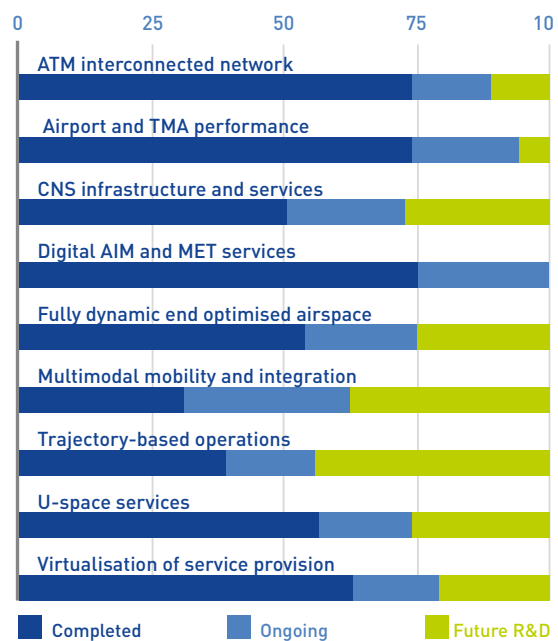 0 25 50 75 10
ATM interconnected network
Airport and TMA performance
CNS infrastructure and services
Digital AIM and MET services
Fully dynamic end optimised airspace
Multimodal mobility and integration
Trajectory-based operations
U-space services
Virtualisation of service provision
Completed Ongoing Future R&D